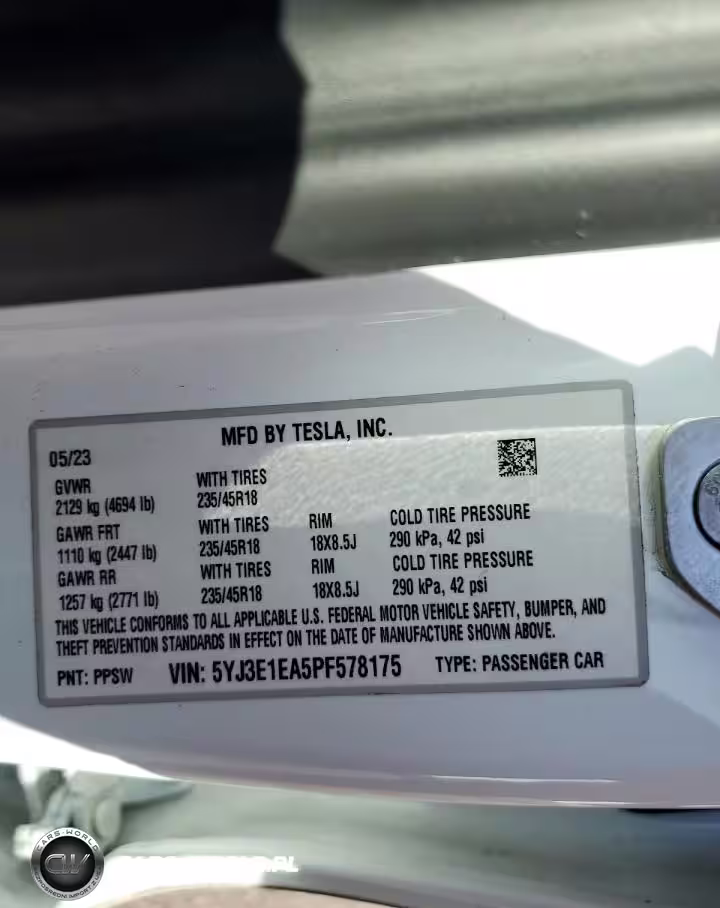 MFD BY TESLA, INC.
05/23
GVWR WITH TIRES
2129 kg (4694 lb) 235/45R18
GAWR FRT WITH TIRES RIM COLD TIRE PRESSURE
1110 kg (2447 lb) 235/45R18 18X8.5J 290 kPa, 42 psi
GAWR RR WITH TIRES RIM COLD TIRE PRESSURE
1257 kg (2771 lb) 235/45R18 18X8.5J 290 kPa, 42 psi
THIS VEHICLE CONFORMS TO ALL APPLICABLE U.S. FEDERAL MOTOR VEHICLE SAFETY, BUMPER, AND
THEFT PREVENTION STANDARDS IN EFFECT ON THE DATE OF MANUFACTURE SHOWN ABOVE.
PNT: PPSW VIN: 5YJ3E1EA5PF578175 TYPE: PASSENGER CAR
CARS-WORLD
CW